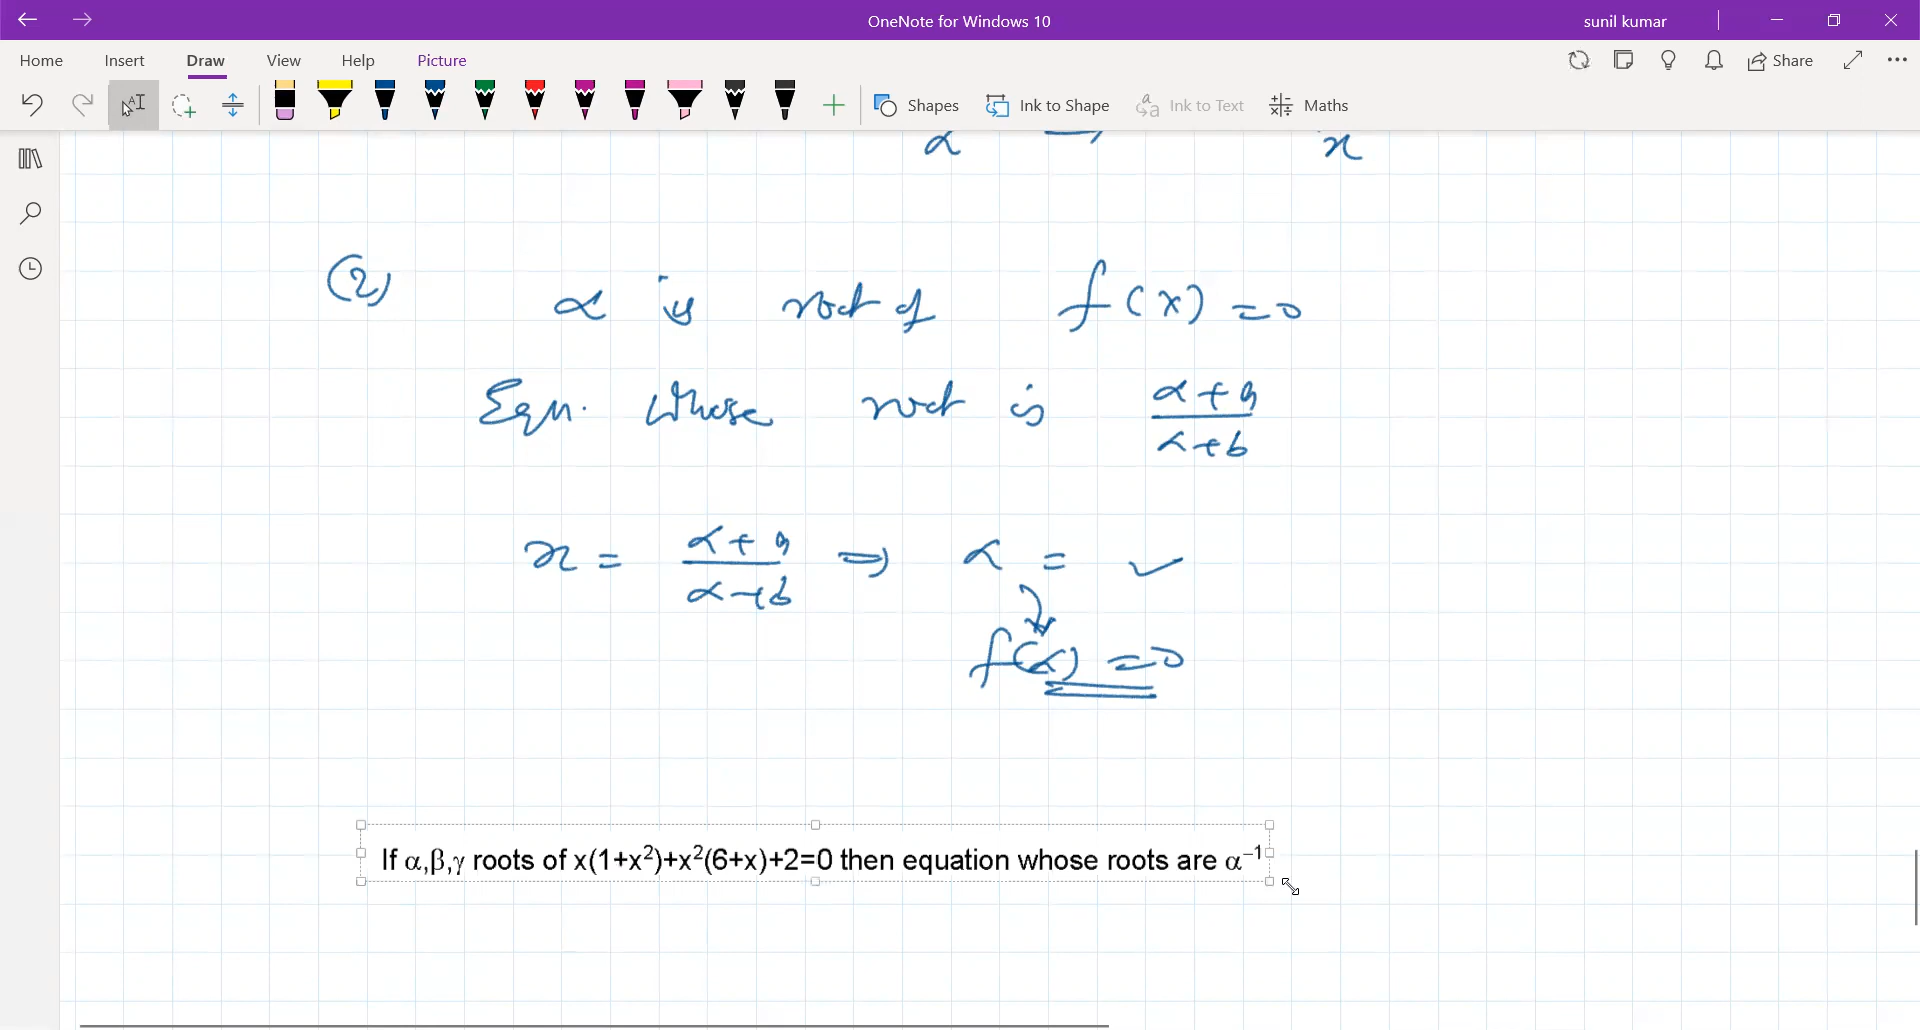 OneNote for Windows 10
sunil kumar
Home Insert Draw View Help Picture
Share
Shapes Ink to Shape Ink to Text Maths
α x
(2) α is root of f(x) = 0
Eqn. whose root is α+a
α+b
x = α+a ⇒ α = ✓
α+b
f(α) = 0
If α,β,γ roots of x(1+x²)+x²(6+x)+2=0 then equation whose roots are α⁻¹